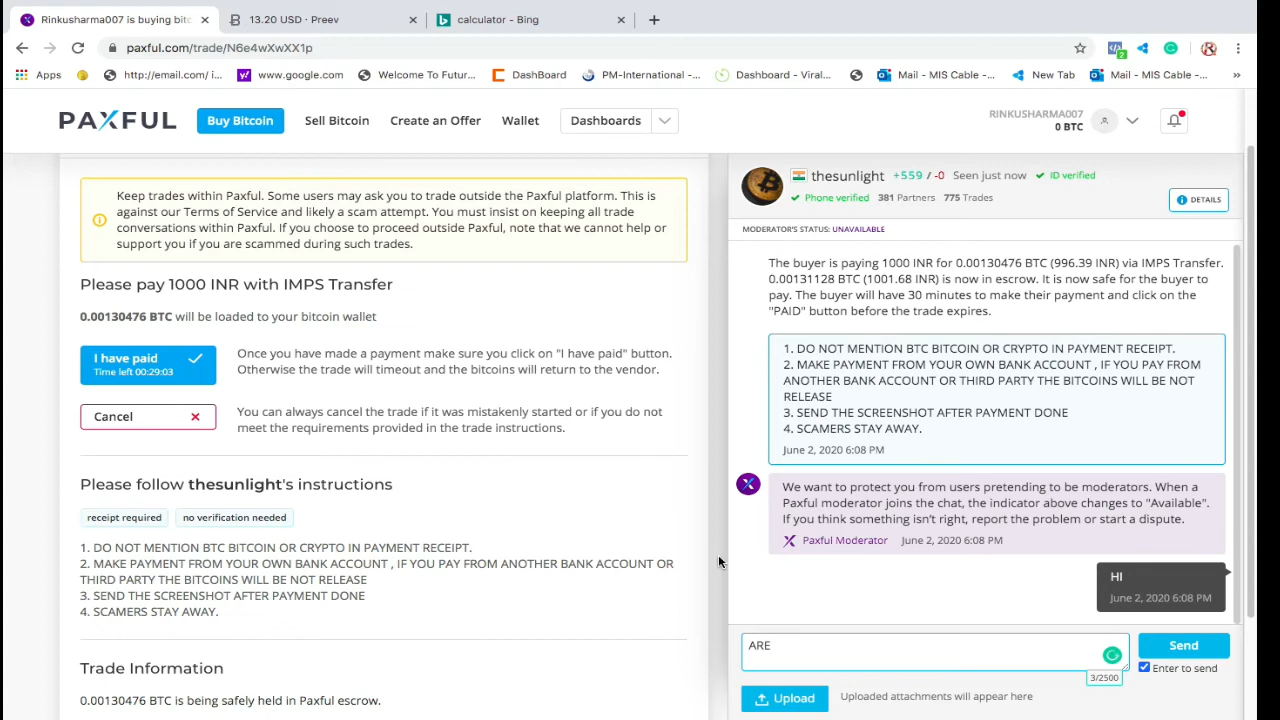 Rinkusharma007 is buying bitc
13.20 USD - Preev
calculator - Bing
paxful.com/trade/N6e4wXwXX1p
2
Apps
http://email.com/ i...
www.google.com
Welcome To Futur...
DashBoard
PM-International -...
Dashboard - Viral...
Mail - MIS Cable -...
New Tab
Mail - MIS Cable -...
»
PAXFUL
Buy Bitcoin
Sell Bitcoin
Create an Offer
Wallet
Dashboards
RINKUSHARMA007
0 BTC
Keep trades within Paxful. Some users may ask you to trade outside the Paxful platform. This is
against our Terms of Service and likely a scam attempt. You must insist on keeping all trade
conversations within Paxful. If you choose to proceed outside Paxful, note that we cannot help or
support you if you are scammed during such trades.
Please pay 1000 INR with IMPS Transfer
0.00130476 BTC will be loaded to your bitcoin wallet
I have paid
Time left 00:29:03
Once you have made a payment make sure you click on "I have paid" button.
Otherwise the trade will timeout and the bitcoins will return to the vendor.
Cancel
You can always cancel the trade if it was mistakenly started or if you do not
meet the requirements provided in the trade instructions.
Please follow thesunlight's instructions
receipt required
no verification needed
1. DO NOT MENTION BTC BITCOIN OR CRYPTO IN PAYMENT RECEIPT.
2. MAKE PAYMENT FROM YOUR OWN BANK ACCOUNT , IF YOU PAY FROM ANOTHER BANK ACCOUNT OR
THIRD PARTY THE BITCOINS WILL BE NOT RELEASE
3. SEND THE SCREENSHOT AFTER PAYMENT DONE
4. SCAMERS STAY AWAY.
Trade Information
0.00130476 BTC is being safely held in Paxful escrow.
thesunlight +559 / -0 Seen just now ID verified
Phone verified 381 Partners 775 Trades
DETAILS
MODERATOR'S STATUS: UNAVAILABLE
The buyer is paying 1000 INR for 0.00130476 BTC (996.39 INR) via IMPS Transfer.
0.00131128 BTC (1001.68 INR) is now in escrow. It is now safe for the buyer to
pay. The buyer will have 30 minutes to make their payment and click on the
"PAID" button before the trade expires.
1. DO NOT MENTION BTC BITCOIN OR CRYPTO IN PAYMENT RECEIPT.
2. MAKE PAYMENT FROM YOUR OWN BANK ACCOUNT , IF YOU PAY FROM
ANOTHER BANK ACCOUNT OR THIRD PARTY THE BITCOINS WILL BE NOT
RELEASE
3. SEND THE SCREENSHOT AFTER PAYMENT DONE
4. SCAMERS STAY AWAY.
June 2, 2020 6:08 PM
We want to protect you from users pretending to be moderators. When a
Paxful moderator joins the chat, the indicator above changes to "Available".
If you think something isn't right, report the problem or start a dispute.
Paxful Moderator June 2, 2020 6:08 PM
HI
June 2, 2020 6:08 PM
ARE
3/2500
Send
Enter to send
Upload
Uploaded attachments will appear here